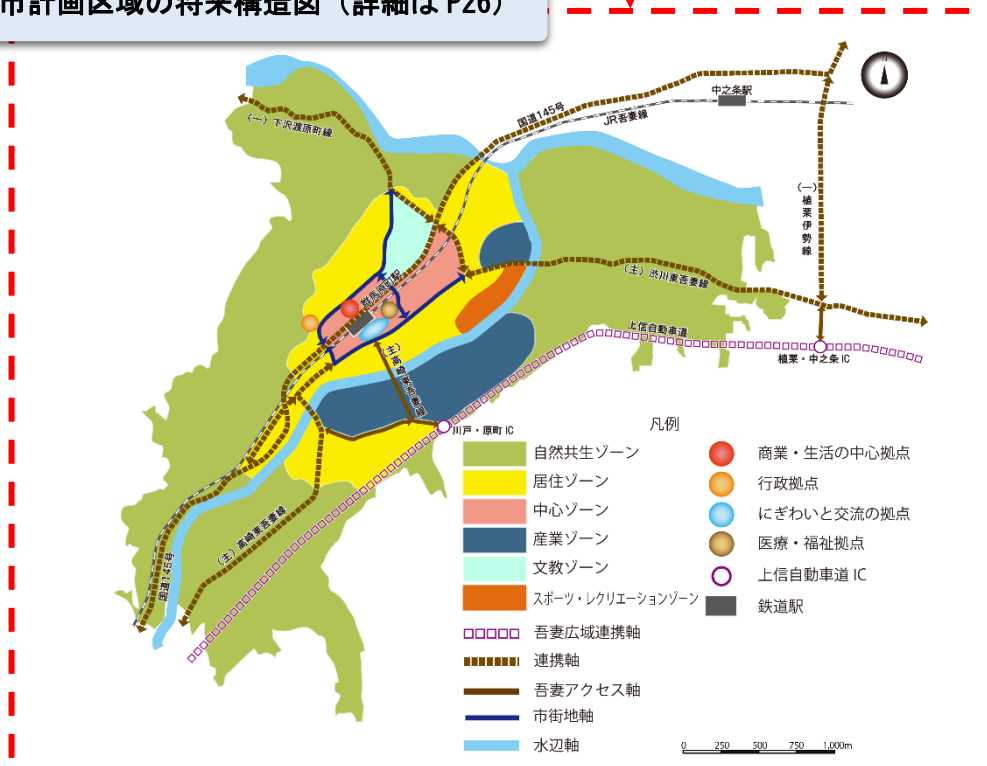 市計画区域の将来構造図（詳細は P26）
N
中之条駅
国道145号
JR吾妻線
(一)下沢渡原町線
(一)植栗伊勢線
群馬原町駅
(主)渋川東吾妻線
上信自動車道
植栗・中之条 IC
(主)高崎東吾妻線
川戸・原町 IC
(主)高崎東吾妻線
国道145号
凡例
自然共生ゾーン
居住ゾーン
中心ゾーン
産業ゾーン
文教ゾーン
スポーツ・レクリエーションゾーン
吾妻広域連携軸
連携軸
吾妻アクセス軸
市街地軸
水辺軸
商業・生活の中心拠点
行政拠点
にぎわいと交流の拠点
医療・福祉拠点
上信自動車道 IC
鉄道駅
0 250 500 750 1,000m